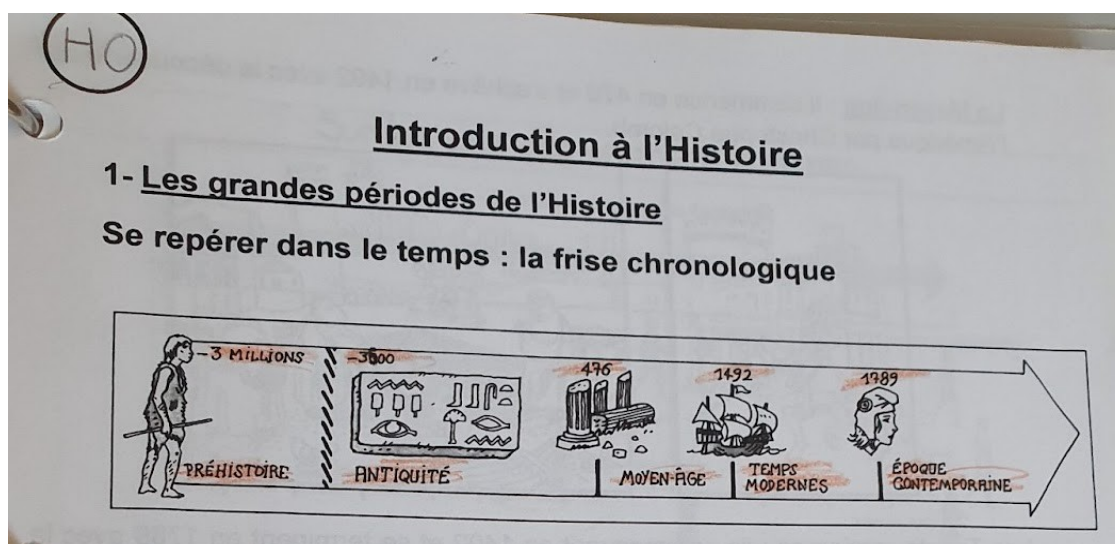 HO
Introduction à l'Histoire
1- Les grandes périodes de l'Histoire
Se repérer dans le temps : la frise chronologique
-3 MILLIONS
476
1492
1789
PRÉHISTOIRE
ANTIQUITÉ
MOYEN-ÂGE
TEMPS
MODERNES
ÉPOQUE
CONTEMPORAINE